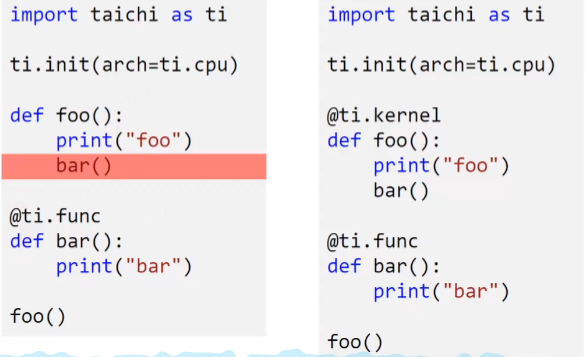 import taichi as ti
ti.init(arch=ti.cpu)
def foo():
    print("foo")
    bar()
@ti.func
def bar():
    print("bar")
foo()
import taichi as ti
ti.init(arch=ti.cpu)
@ti.kernel
def foo():
    print("foo")
    bar()
@ti.func
def bar():
    print("bar")
foo()